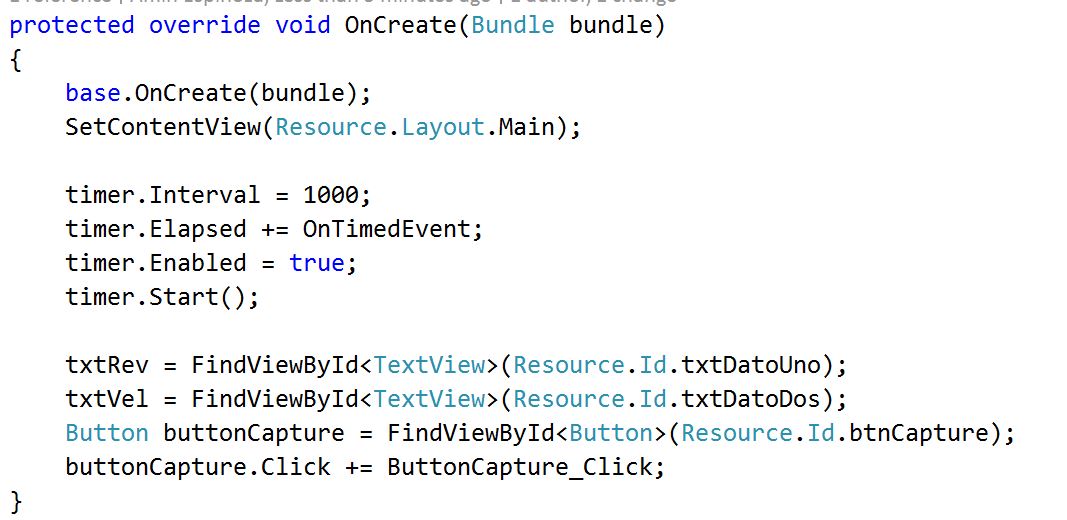 protected override void OnCreate(Bundle bundle)
{
    base.OnCreate(bundle);
    SetContentView(Resource.Layout.Main);

    timer.Interval = 1000;
    timer.Elapsed += OnTimedEvent;
    timer.Enabled = true;
    timer.Start();

    txtRev = FindViewById<TextView>(Resource.Id.txtDatoUno);
    txtVel = FindViewById<TextView>(Resource.Id.txtDatoDos);
    Button buttonCapture = FindViewById<Button>(Resource.Id.btnCapture);
    buttonCapture.Click += ButtonCapture_Click;
}